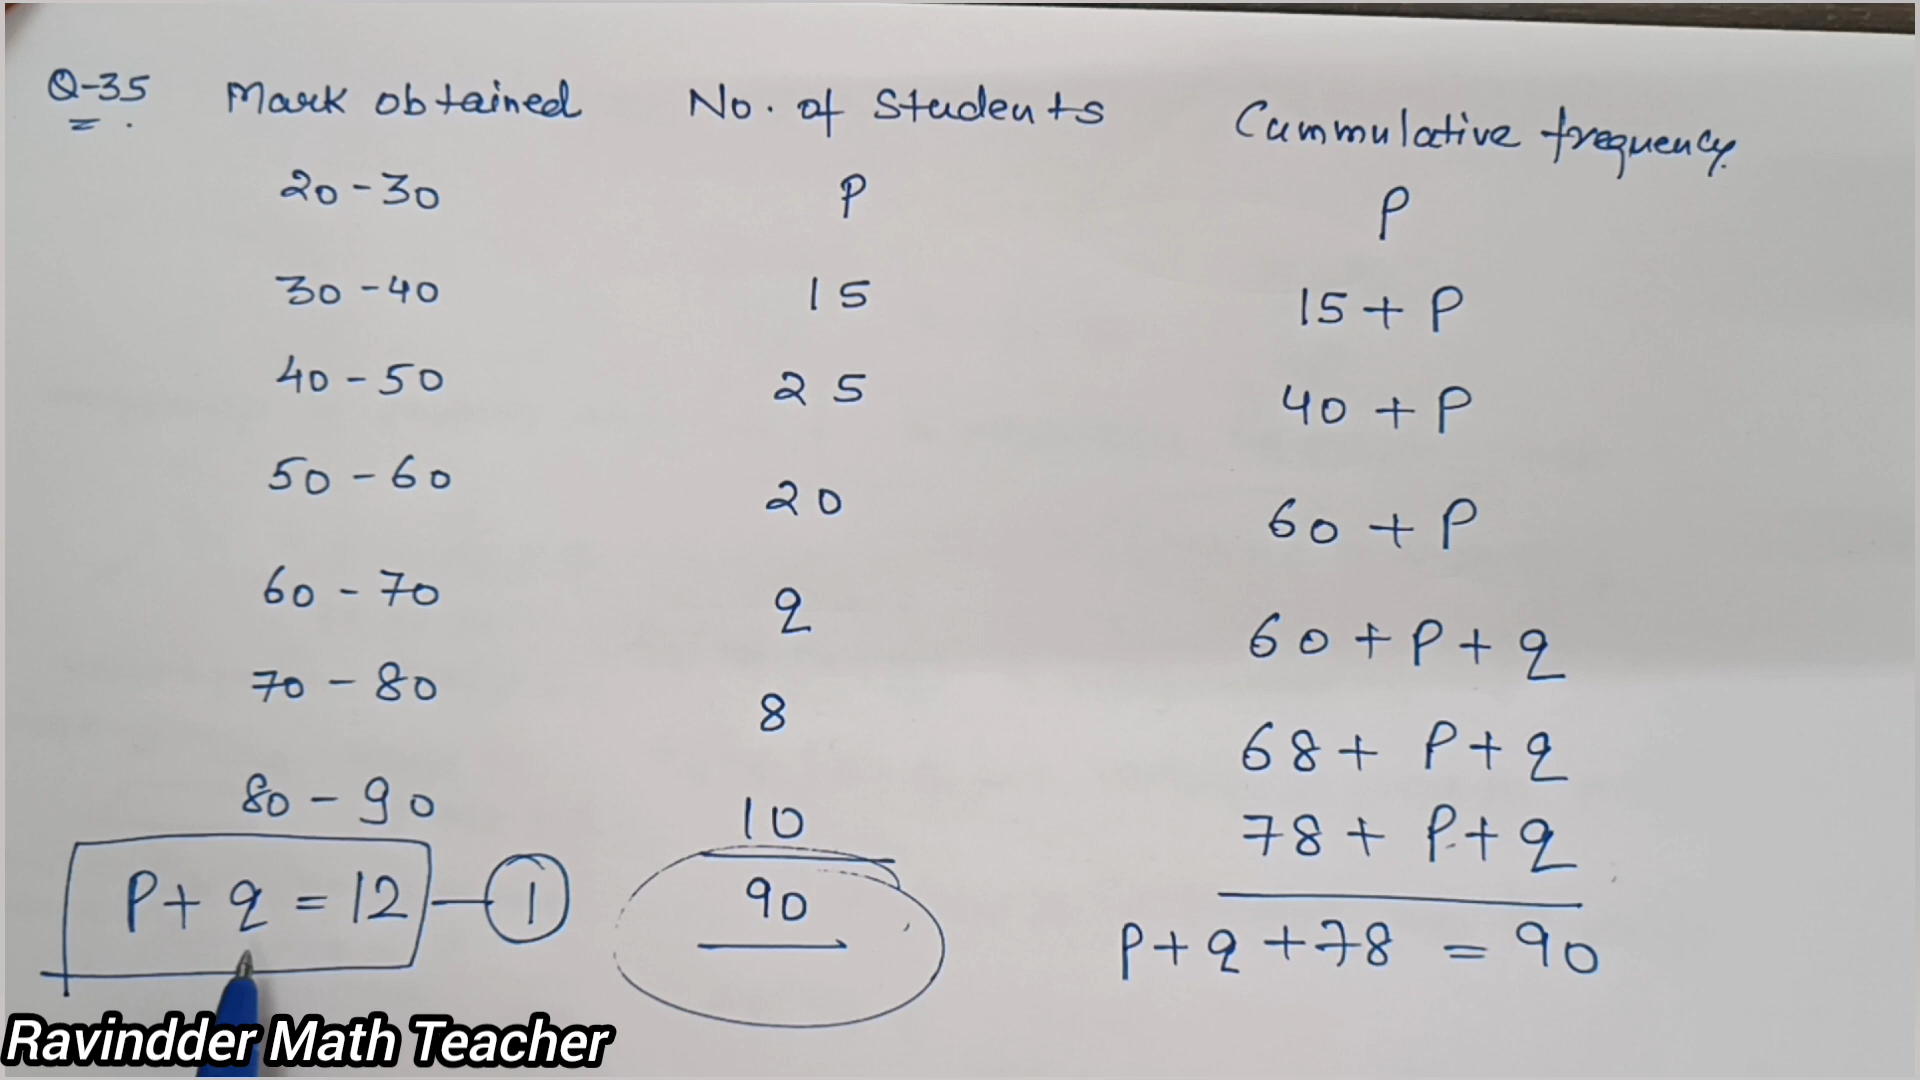 Q-35 Mark obtained No. of Students Cummulative frequency
20-30 P P
30-40 15 15+P
40-50 25 40+P
50-60 20 60+P
60-70 q 60+P+q
70-80 8 68+P+q
80-90 10 78+P+q
P+q=12 — 1 90 P+q+78=90
Ravindder Math Teacher